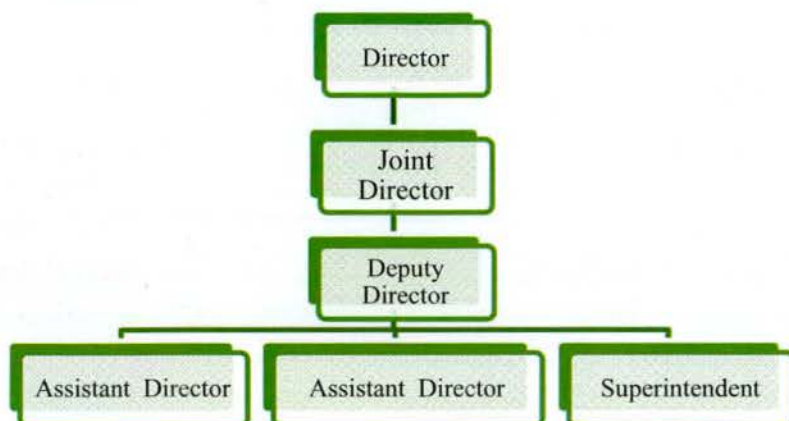 Director
Joint
Director
Deputy
Director
Assistant Director
Assistant Director
Superintendent